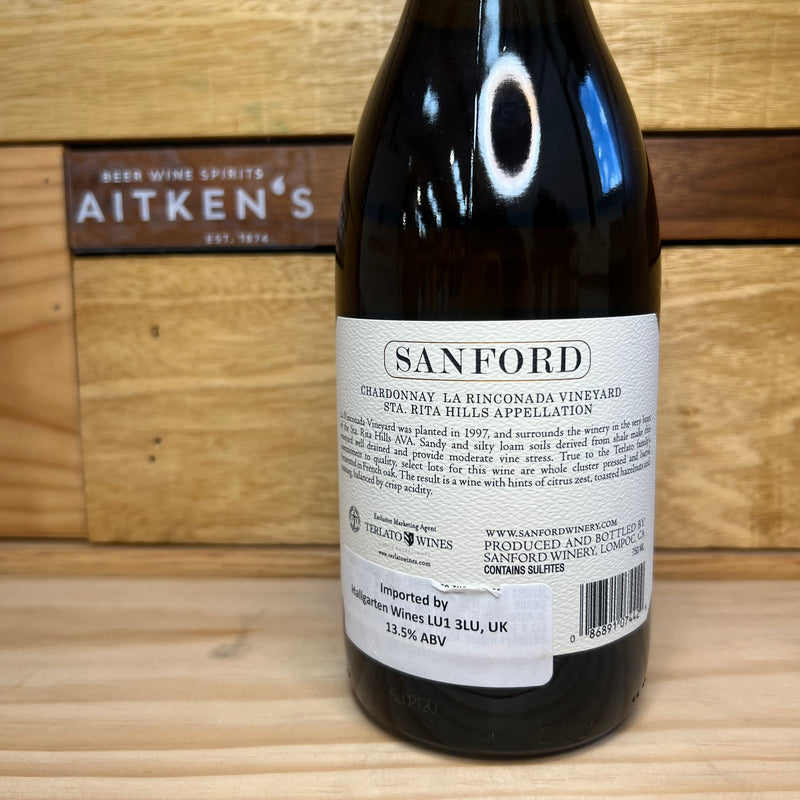 BEER WINE SPIRITS
AITKEN'S
EST. 1874
SANFORD
CHARDONNAY LA RINCONADA VINEYARD
STA. RITA HILLS APPELLATION
La Rinconada Vineyard was planted in 1997, and surrounds the winery in the very heart
of the Sta. Rita Hills AVA. Sandy and silty loam soils derived from shale make this
vineyard well drained and provide moderate vine stress. True to the Terlato family's
commitment to quality, select lots for this wine are whole cluster pressed and barrel
fermented in French oak. The result is a wine with hints of citrus zest, toasted hazelnuts and
balanced by crisp acidity.
Exclusive Marketing Agent
TERLATO WINES
www.terlatowines.com
WWW.SANFORDWINERY.COM
PRODUCED AND BOTTLED BY
SANFORD WINERY, LOMPOC CA
750 ML
CONTAINS SULFITES
Imported by
Hallgarten Wines LU1 3LU, UK
13.5% ABV
0 86891 07442